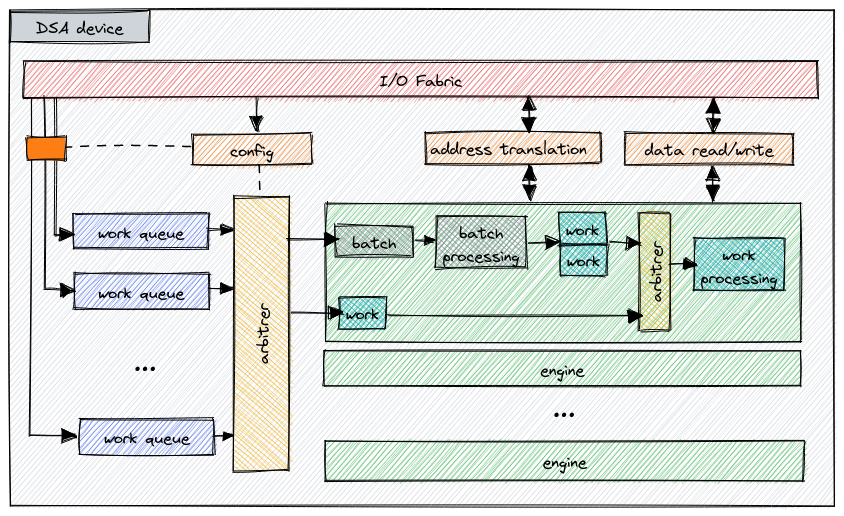 DSA device
I/O Fabric
config
address translation
data read/write
work queue
work queue
...
work queue
arbitrer
batch
batch
processing
work
work
arbitrer
work
processing
work
engine
...
engine